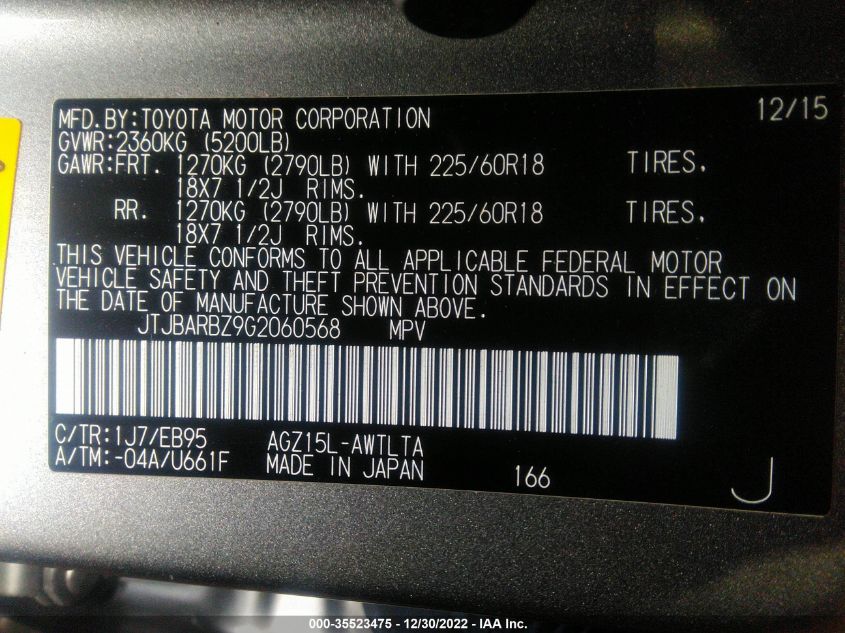 MFD.BY:TOYOTA MOTOR CORPORATION 12/15
GVWR:2360KG (5200LB)
GAWR:FRT. 1270KG (2790LB) WITH 225/60R18 TIRES,
18X7 1/2J RIMS.
RR. 1270KG (2790LB) WITH 225/60R18 TIRES,
18X7 1/2J RIMS.
THIS VEHICLE CONFORMS TO ALL APPLICABLE FEDERAL MOTOR
VEHICLE SAFETY AND THEFT PREVENTION STANDARDS IN EFFECT ON
THE DATE OF MANUFACTURE SHOWN ABOVE.
JTJBARBZ9G2060568 MPV
C/TR:1J7/EB95 AGZ15L-AWTLTA
A/TM:-04A/U661F MADE IN JAPAN 166 J
000-35523475 - 12/30/2022 - IAA Inc.